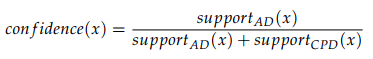 confidence(x) = support_AD(x) / (support_AD(x) + support_CPD(x))